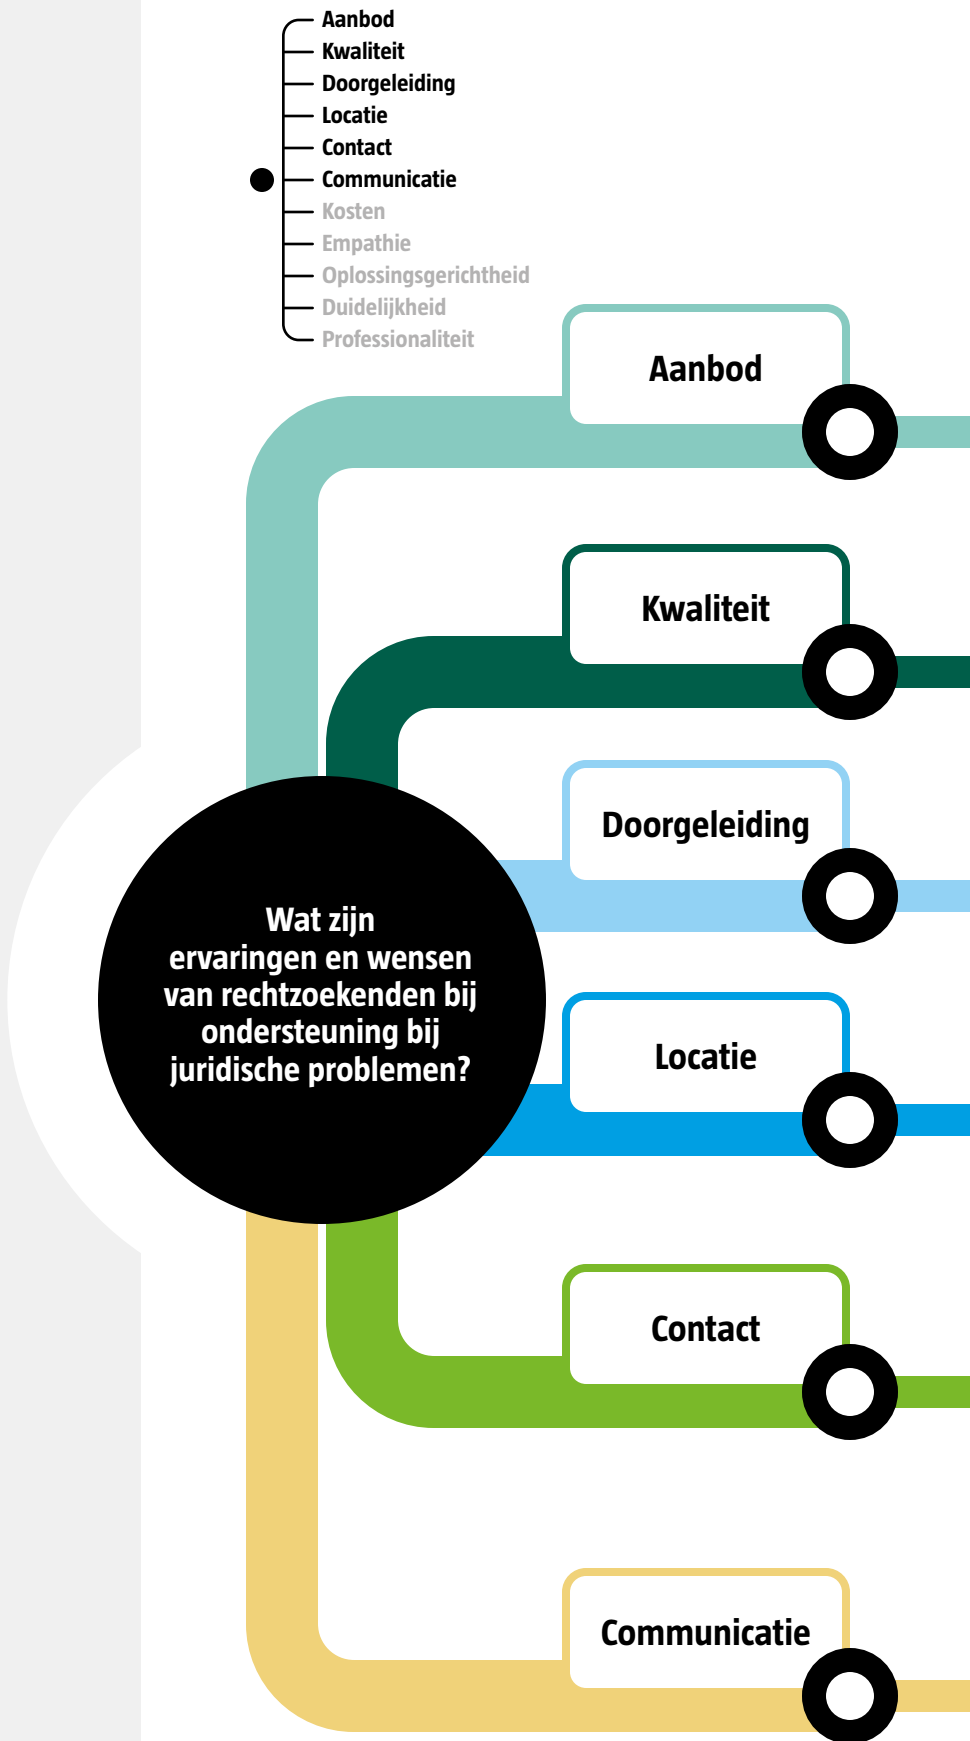 Aanbod
Kwaliteit
Doorgeleiding
Locatie
Contact
Communicatie
Kosten
Empathie
Oplossingsgerichtheid
Duidelijkheid
Professionaliteit
Aanbod
Kwaliteit
Doorgeleiding
Wat zijn
ervaringen en wensen
van rechtzoekenden bij
ondersteuning bij
juridische problemen?
Locatie
Contact
Communicatie